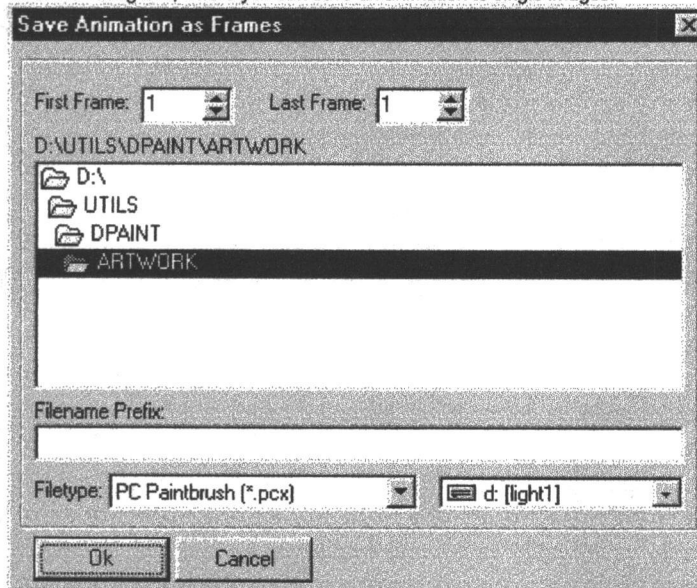 Save Animation as Frames
First Frame: 1 Last Frame: 1
D:\UTILS\DPAINT\ARTWORK
D:\
UTILS
DPAINT
ARTWORK
Filename Prefix:
Filetype: PC Paintbrush (*.pcx) d: [light1]
Ok Cancel